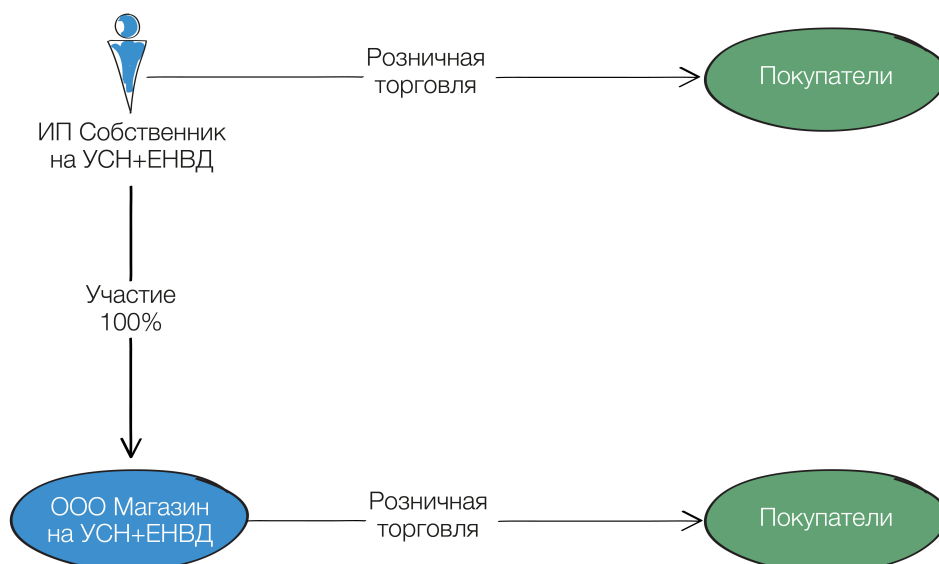 Розничная
торговля
Покупатели
ИП Собственник
на УСН+ЕНВД
Участие
100%
ООО Магазин
на УСН+ЕНВД
Розничная
торговля
Покупатели